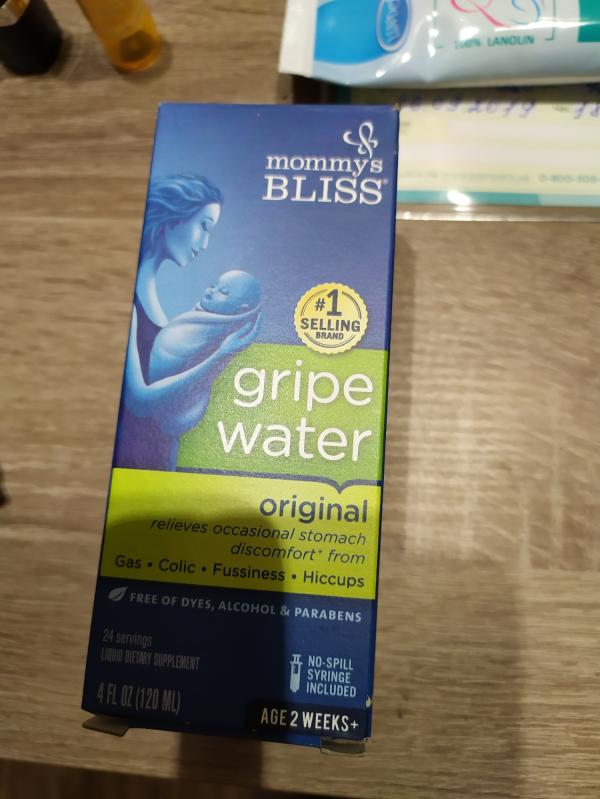 100% LANOLIN
mommy's
BLISS®
#1
SELLING
BRAND
gripe
water
original
relieves occasional stomach
discomfort* from
Gas • Colic • Fussiness • Hiccups
FREE OF DYES, ALCOHOL & PARABENS
24 servings
LIQUID DIETARY SUPPLEMENT
NO-SPILL
SYRINGE
INCLUDED
4 FL OZ (120 ML)
AGE 2 WEEKS+